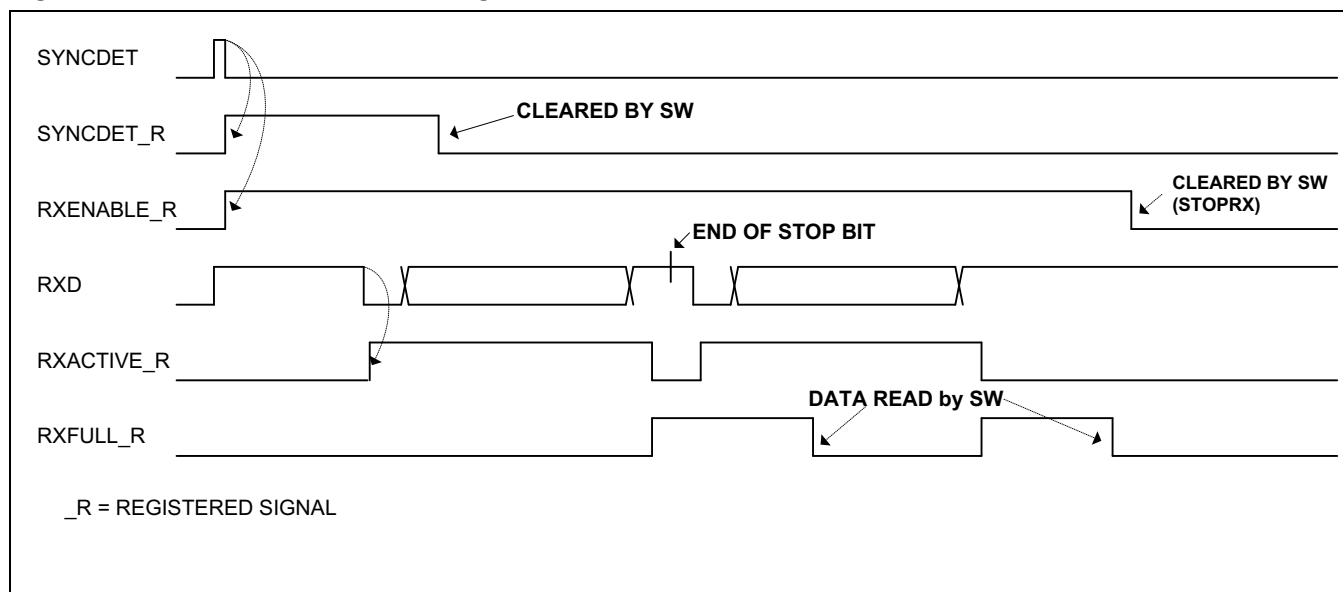 SYNCDET
CLEARED BY SW
SYNCDET_R
CLEARED BY SW
(STOPRX)
RXENABLE_R
END OF STOP BIT
RXD
RXACTIVE_R
DATA READ by SW
RXFULL_R
_R = REGISTERED SIGNAL